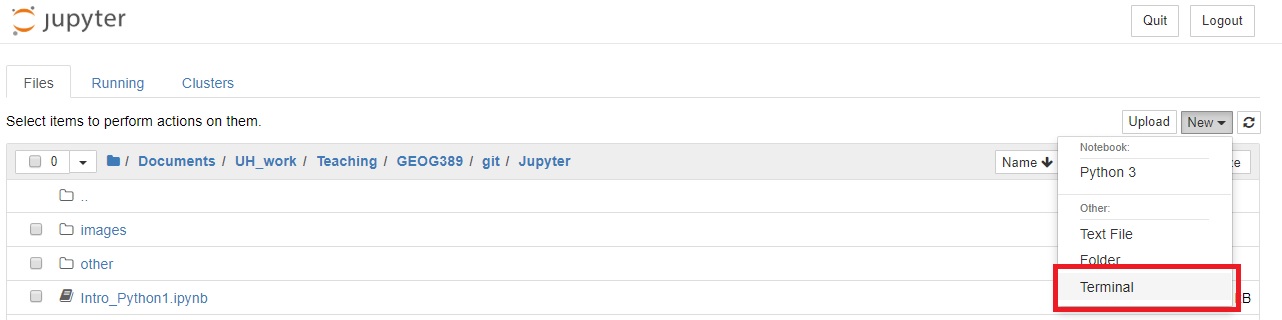 jupyter
Quit Logout
Files Running Clusters
Select items to perform actions on them.
Upload New
0 / Documents / UH_work / Teaching / GEOG389 / git / Jupyter Name
Notebook:
Python 3
..
Other:
images
Text File
Folder
other
Terminal
Intro_Python1.ipynb